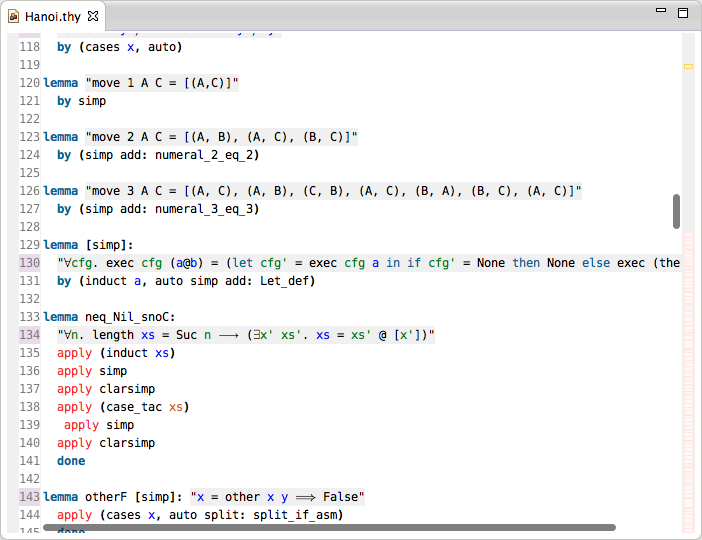 Hanoi.thy
118 by (cases x, auto)
119
120 lemma "move 1 A C = [(A,C)]"
121 by simp
122
123 lemma "move 2 A C = [(A, B), (A, C), (B, C)]"
124 by (simp add: numeral_2_eq_2)
125
126 lemma "move 3 A C = [(A, C), (A, B), (C, B), (A, C), (B, A), (B, C), (A, C)]"
127 by (simp add: numeral_3_eq_3)
128
129 lemma [simp]:
130 "∀cfg. exec cfg (a@b) = (let cfg' = exec cfg a in if cfg' = None then None else exec (the
131 by (induct a, auto simp add: Let_def)
132
133 lemma neq_Nil_snoC:
134 "∀n. length xs = Suc n ⟶ (∃x' xs'. xs = xs' @ [x'])"
135 apply (induct xs)
136 apply simp
137 apply clarsimp
138 apply (case_tac xs)
139 apply simp
140 apply clarsimp
141 done
142
143 lemma otherF [simp]: "x = other x y ⟹ False"
144 apply (cases x, auto split: split_if_asm)
145 done